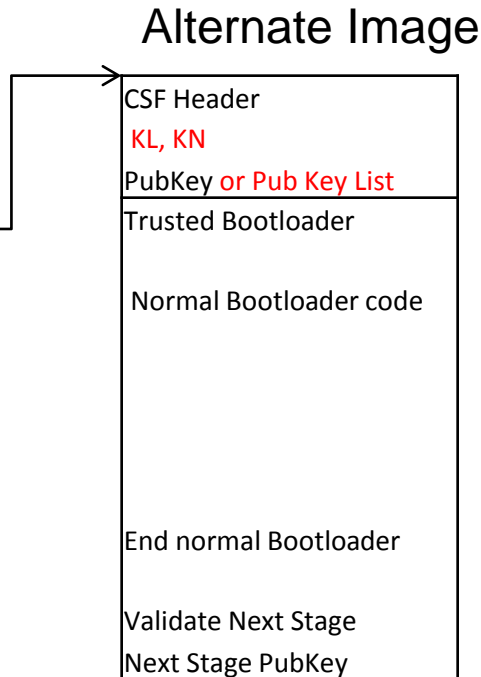 Alternate Image
CSF Header
KL, KN
PubKey or Pub Key List
Trusted Bootloader
Normal Bootloader code
End normal Bootloader
Validate Next Stage
Next Stage PubKey